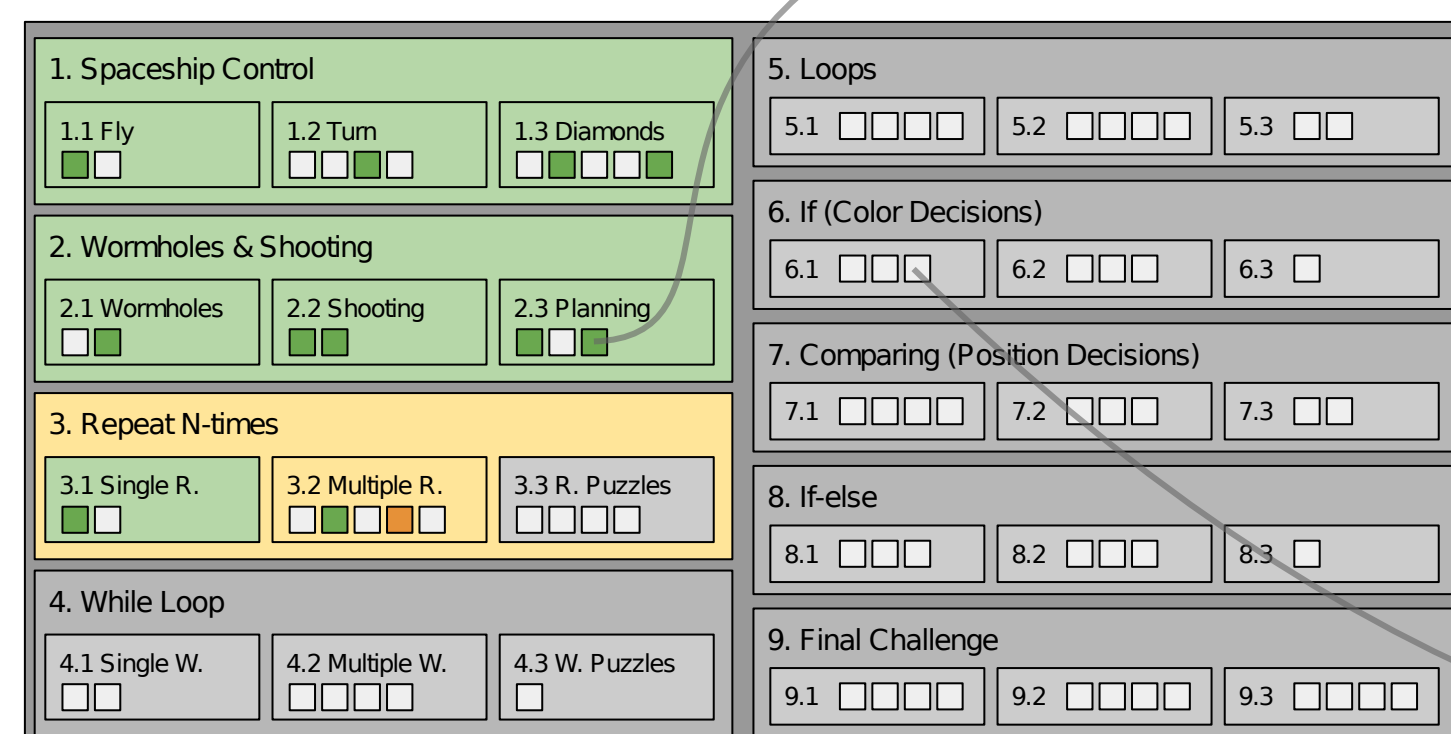 1. Spaceship Control
1.1 Fly
1.2 Turn
1.3 Diamonds
2. Wormholes & Shooting
2.1 Wormholes
2.2 Shooting
2.3 Planning
3. Repeat N-times
3.1 Single R.
3.2 Multiple R.
3.3 R. Puzzles
4. While Loop
4.1 Single W.
4.2 Multiple W.
4.3 W. Puzzles
5. Loops
5.1
5.2
5.3
6. If (Color Decisions)
6.1
6.2
6.3
7. Comparing (Position Decisions)
7.1
7.2
7.3
8. If-else
8.1
8.2
8.3
9. Final Challenge
9.1
9.2
9.3